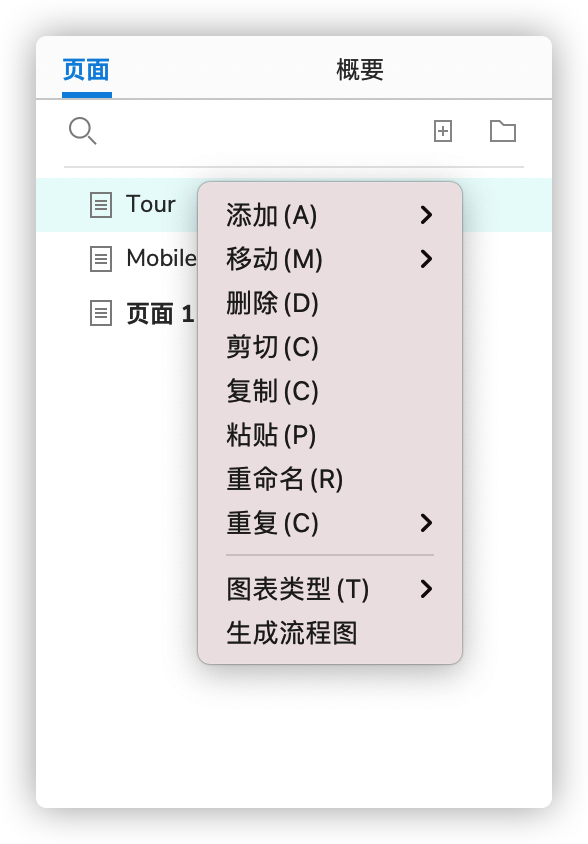 页面 概要
Tour
Mobile
页面 1
添加(A)
移动(M)
删除(D)
剪切(C)
复制(C)
粘贴(P)
重命名(R)
重复(C)
图表类型(T)
生成流程图